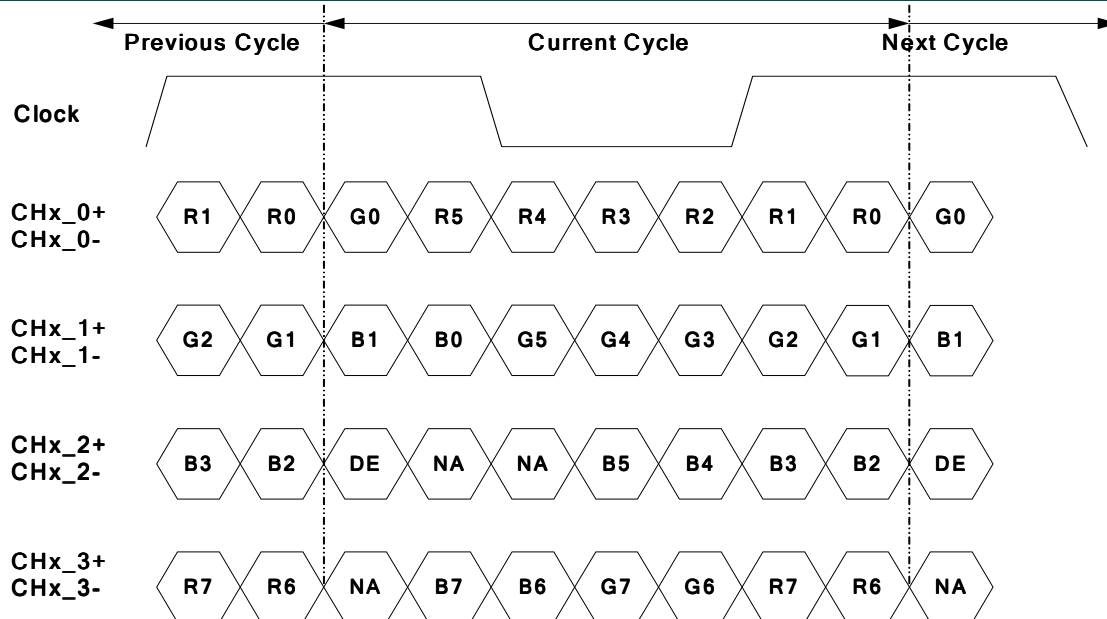 Previous Cycle Current Cycle Next Cycle
Clock
CHx_0+
CHx_0-
R1 R0 G0 R5 R4 R3 R2 R1 R0 G0
CHx_1+
CHx_1-
G2 G1 B1 B0 G5 G4 G3 G2 G1 B1
CHx_2+
CHx_2-
B3 B2 DE NA NA B5 B4 B3 B2 DE
CHx_3+
CHx_3-
R7 R6 NA B7 B6 G7 G6 R7 R6 NA